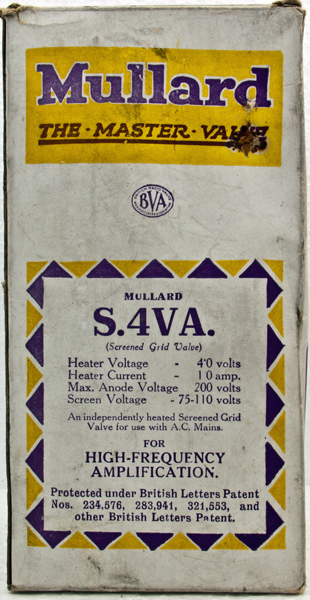 Mullard
THE · MASTER · VALVE
BVA
MULLARD
S.4VA.
(Screened Grid Valve)
Heater Voltage - 4·0 volts
Heater Current - 1 0 amp.
Max. Anode Voltage 200 volts
Screen Voltage - 75-110 volts
An independently heated Screened Grid
Valve for use with A.C. Mains.
FOR
HIGH-FREQUENCY
AMPLIFICATION.
Protected under British Letters Patent
Nos. 234,576, 283,941, 321,553, and
other British Letters Patent.